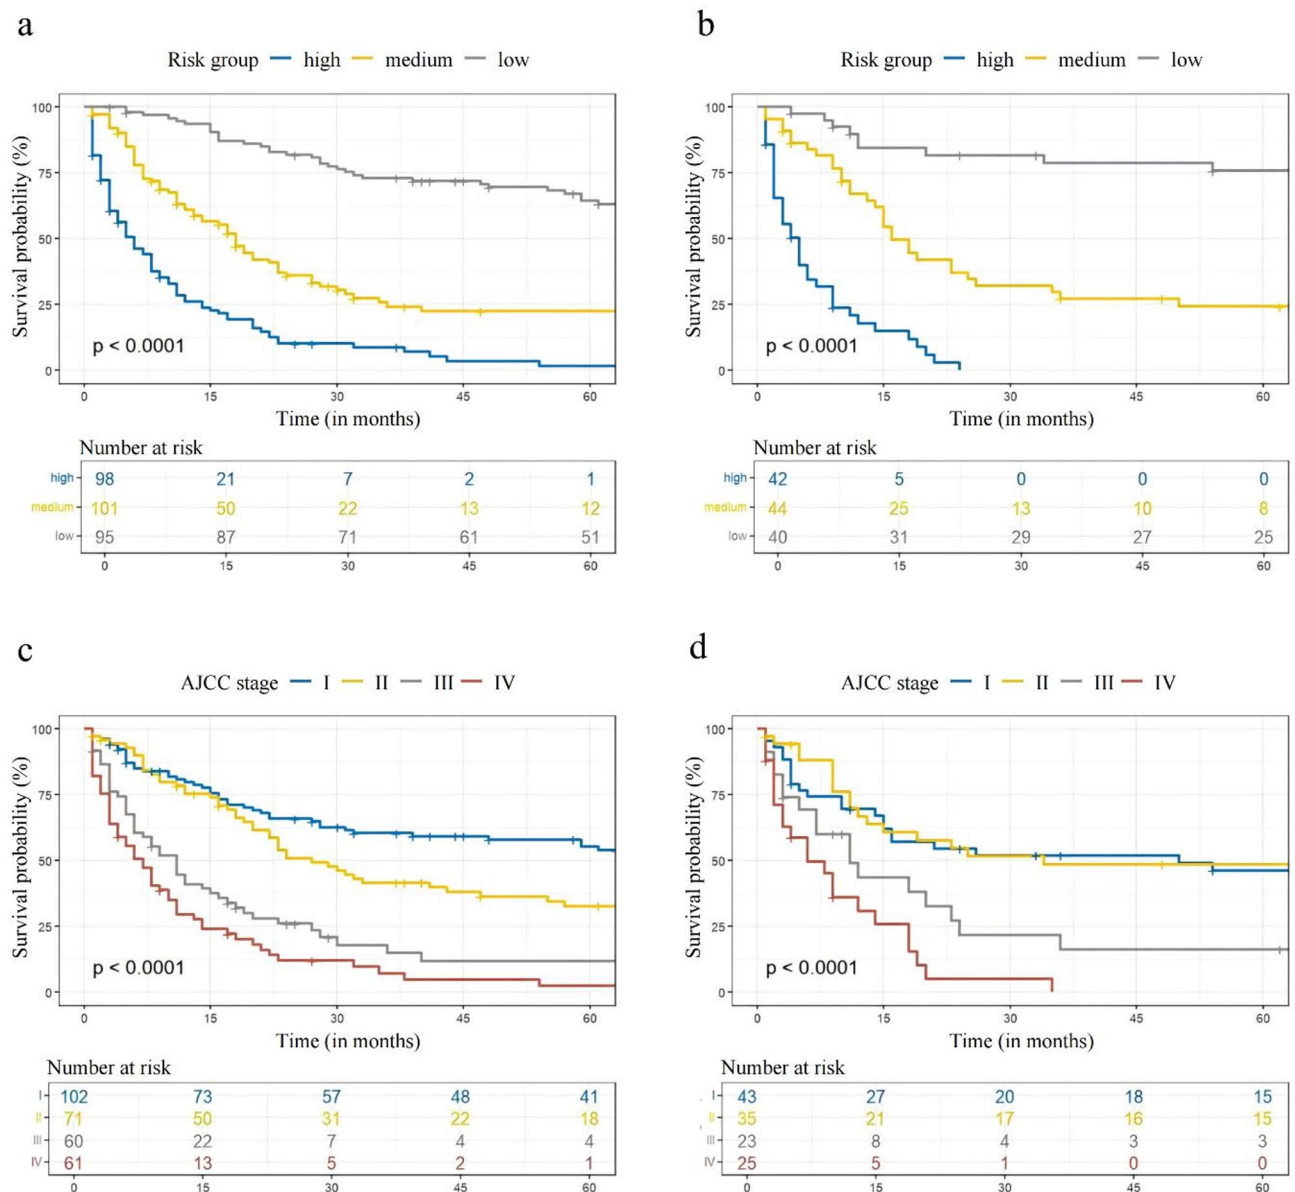 a
Risk group high medium low
Survival probability (%)
100
75
50
25
0
p < 0.0001
0 15 30 45 60
Time (in months)
Number at risk
high 98 21 7 2 1
medium 101 50 22 13 12
low 95 87 71 61 51
0 15 30 45 60
b
Risk group high medium low
Survival probability (%)
100
75
50
25
0
p < 0.0001
0 15 30 45 60
Time (in months)
Number at risk
high 42 5 0 0 0
medium 44 25 13 10 8
low 40 31 29 27 25
0 15 30 45 60
c
AJCC stage I II III IV
Survival probability (%)
100
75
50
25
0
p < 0.0001
0 15 30 45 60
Time (in months)
Number at risk
I 102 73 57 48 41
II 71 50 31 22 18
III 60 22 7 4 4
IV 61 13 5 2 1
0 15 30 45 60
d
AJCC stage I II III IV
Survival probability (%)
100
75
50
25
0
p < 0.0001
0 15 30 45 60
Time (in months)
Number at risk
I 43 27 20 18 15
II 35 21 17 16 15
III 23 8 4 3 3
IV 25 5 1 0 0
0 15 30 45 60